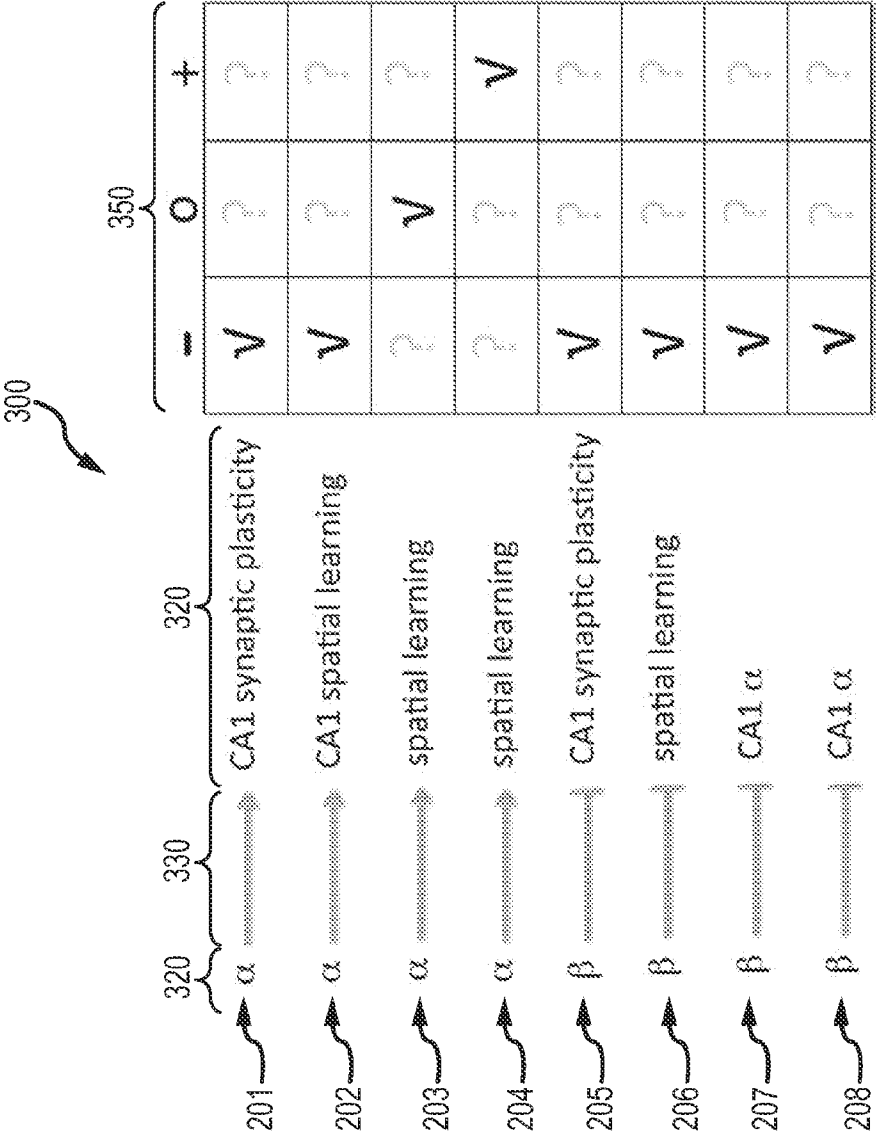 300
320 330 320 350
− O +
201 α CA1 synaptic plasticity √ ? ?
202 α CA1 spatial learning √ ? ?
203 α spatial learning ? √ ?
204 α spatial learning ? ? √
205 β CA1 synaptic plasticity √ ? ?
206 β spatial learning √ ? ?
207 β CA1 α √ ? ?
208 β CA1 α √ ? ?